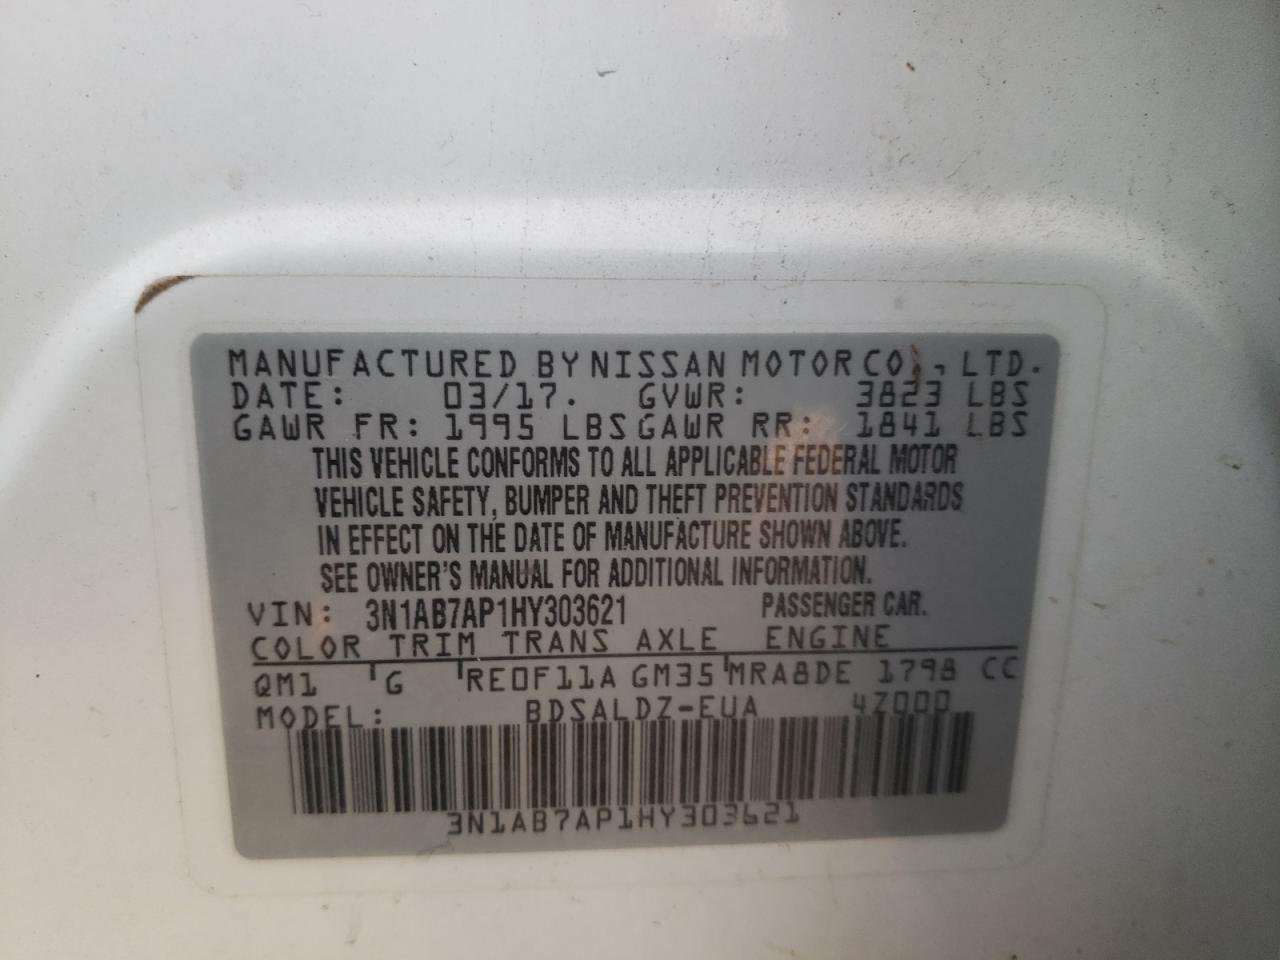 MANUFACTURED BY NISSAN MOTOR CO., LTD.
DATE: 03/17. GVWR: 3823 LBS
GAWR FR: 1995 LBS GAWR RR: 1841 LBS
THIS VEHICLE CONFORMS TO ALL APPLICABLE FEDERAL MOTOR
VEHICLE SAFETY, BUMPER AND THEFT PREVENTION STANDARDS
IN EFFECT ON THE DATE OF MANUFACTURE SHOWN ABOVE.
SEE OWNER'S MANUAL FOR ADDITIONAL INFORMATION.
VIN: 3N1AB7AP1HY303621 PASSENGER CAR.
COLOR TRIM TRANS AXLE ENGINE
QM1 G RE0F11A GM35 MRA8DE 1798 CC
MODEL: BDSALDZ-EUA 4Z000
3N1AB7AP1HY303621